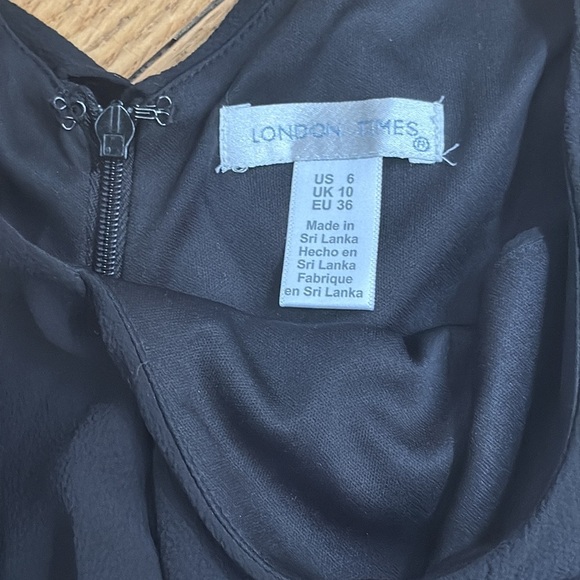 LONDON TIMES®
US 6
UK 10
EU 36
Made in
Sri Lanka
Hecho en
Sri Lanka
Fabrique
en Sri Lanka